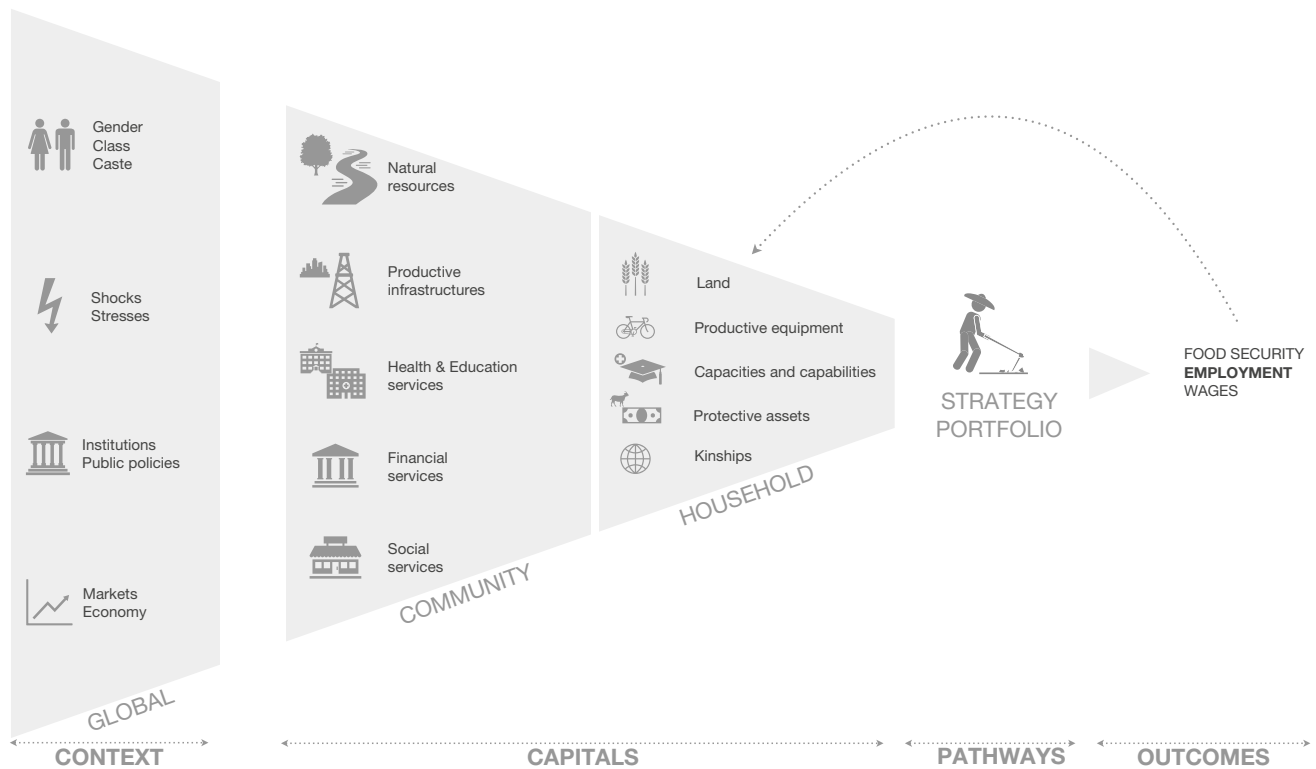 Gender
Class
Caste
Shocks
Stresses
Institutions
Public policies
Markets
Economy
GLOBAL
Natural
resources
Productive
infrastructures
Health & Education
services
Financial
services
Social
services
COMMUNITY
Land
Productive equipment
Capacities and capabilities
Protective assets
Kinships
HOUSEHOLD
STRATEGY
PORTFOLIO
FOOD SECURITY
EMPLOYMENT
WAGES
CONTEXT
CAPITALS
PATHWAYS
OUTCOMES